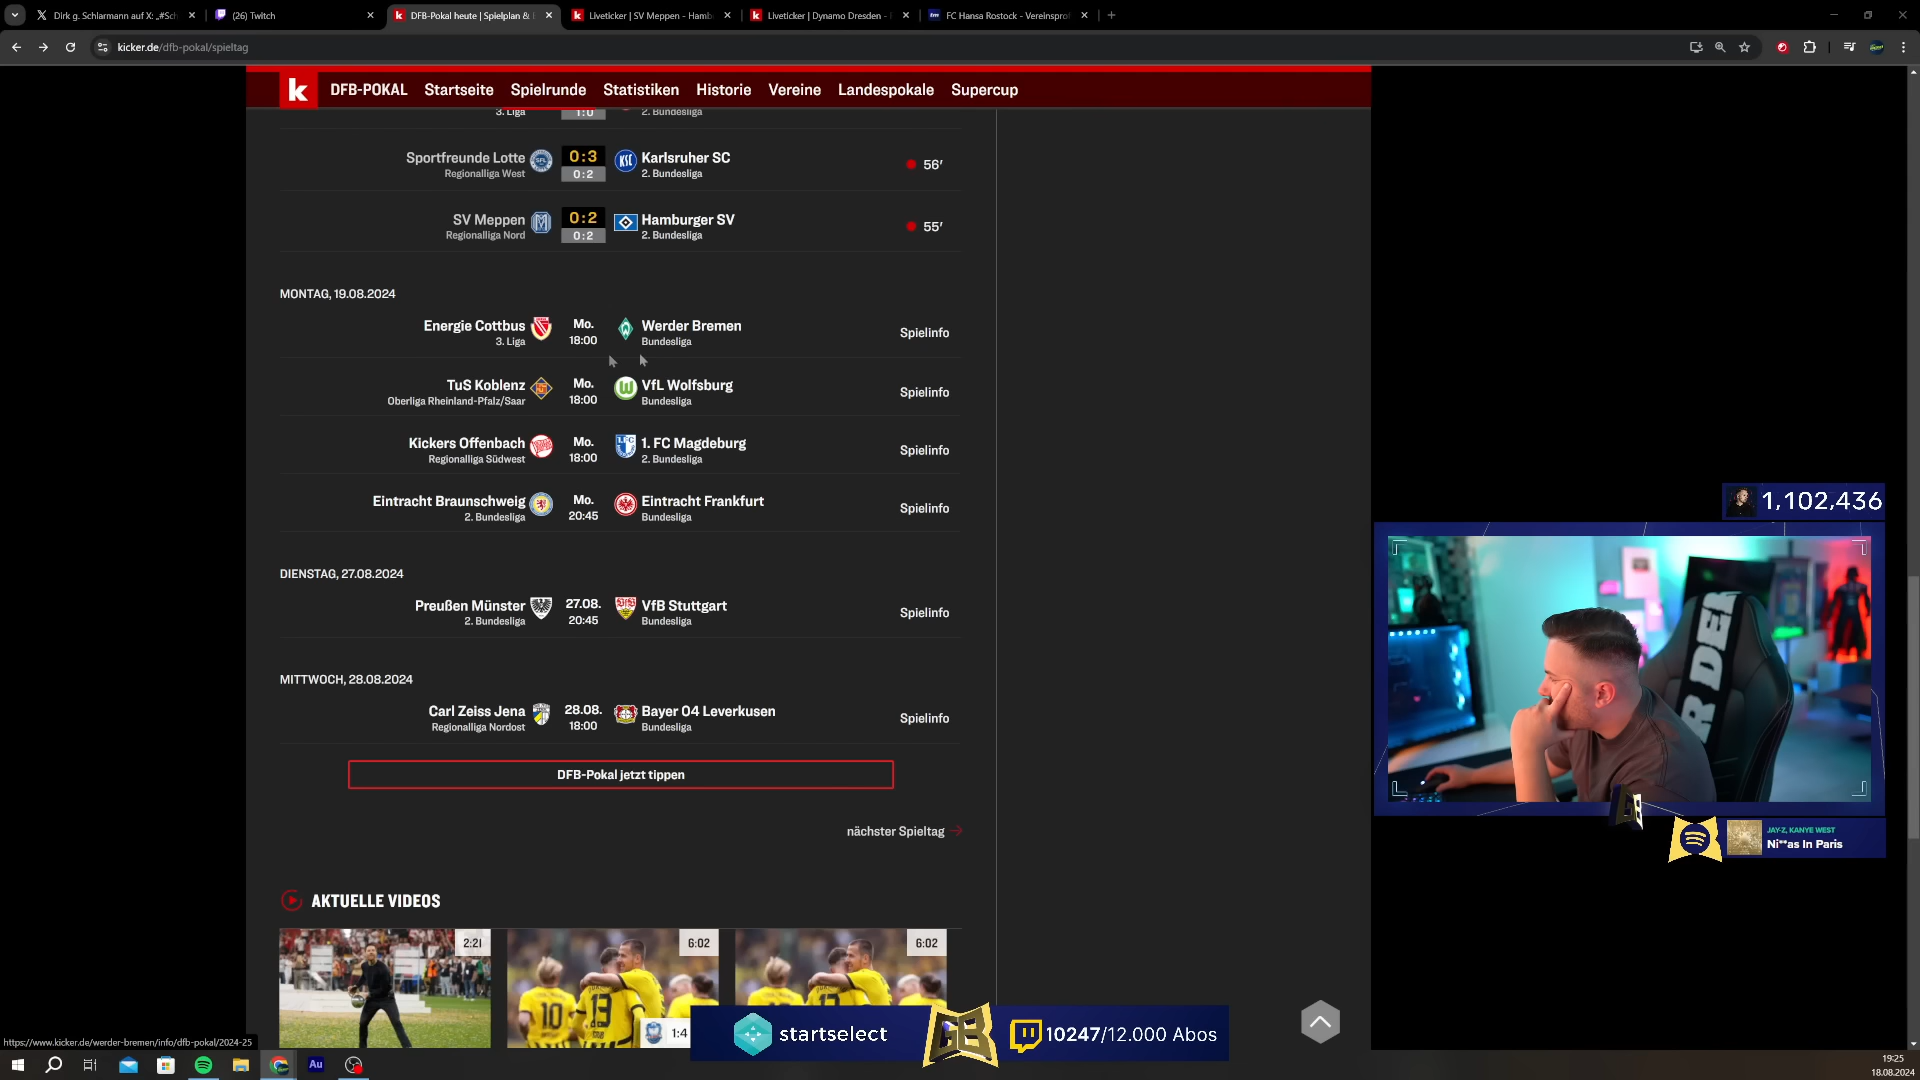 Dirk g. Schlarmann auf X: „#Sch
(26) Twitch
DFB-Pokal heute | Spielplan &
Liveticker | SV Meppen - Hamb
Liveticker | Dynamo Dresden -
FC Hansa Rostock - Vereinsprof
kicker.de/dfb-pokal/spieltag
k
DFB-POKAL
Startseite
Spielrunde
Statistiken
Historie
Vereine
Landespokale
Supercup
3. Liga
1:0
2. Bundesliga
Sportfreunde Lotte
Regionalliga West
0:3
0:2
Karlsruher SC
2. Bundesliga
56'
SV Meppen
Regionalliga Nord
0:2
0:2
Hamburger SV
2. Bundesliga
55'
MONTAG, 19.08.2024
Energie Cottbus
3. Liga
Mo.
18:00
Werder Bremen
Bundesliga
Spielinfo
TuS Koblenz
Oberliga Rheinland-Pfalz/Saar
Mo.
18:00
VfL Wolfsburg
Bundesliga
Spielinfo
Kickers Offenbach
Regionalliga Südwest
Mo.
18:00
1. FC Magdeburg
2. Bundesliga
Spielinfo
Eintracht Braunschweig
2. Bundesliga
Mo.
20:45
Eintracht Frankfurt
Bundesliga
Spielinfo
DIENSTAG, 27.08.2024
Preußen Münster
2. Bundesliga
27.08.
20:45
VfB Stuttgart
Bundesliga
Spielinfo
MITTWOCH, 28.08.2024
Carl Zeiss Jena
Regionalliga Nordost
28.08.
18:00
Bayer 04 Leverkusen
Bundesliga
Spielinfo
DFB-Pokal jetzt tippen
nächster Spieltag
AKTUELLE VIDEOS
2:21
6:02
6:02
10
13
1:4
1,102,436
JAY-Z, KANYE WEST
Ni**as In Paris
startselect
GB
10247/12.000 Abos
https://www.kicker.de/werder-bremen/info/dfb-pokal/2024-25
Au
19:25
18.08.2024